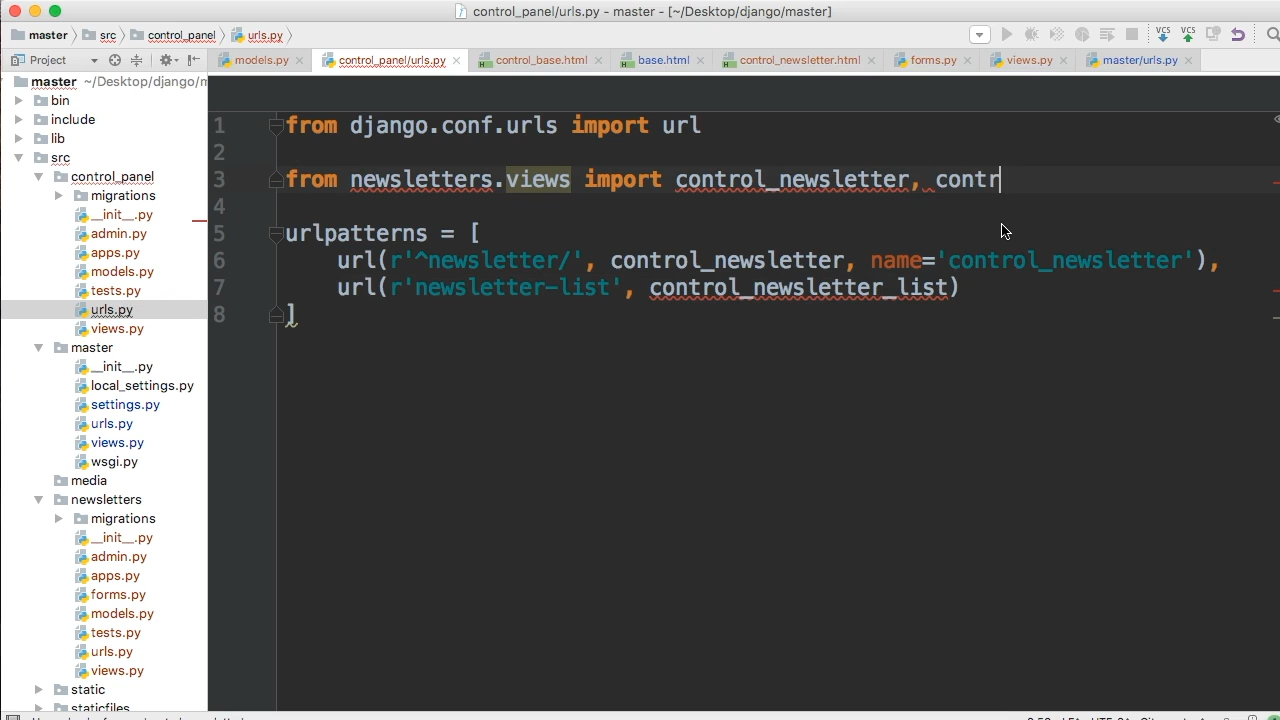 control_panel/urls.py - master - [~/Desktop/django/master]
master src control_panel urls.py
Project
models.py control_panel/urls.py control_base.html base.html control_newsletter.html forms.py views.py master/urls.py
VCS VCS
master ~/Desktop/django/m
bin
include
lib
src
control_panel
migrations
__init__.py
admin.py
apps.py
models.py
tests.py
urls.py
views.py
master
__init__.py
local_settings.py
settings.py
urls.py
views.py
wsgi.py
media
newsletters
migrations
__init__.py
admin.py
apps.py
forms.py
models.py
tests.py
urls.py
views.py
static
staticfiles
1 from django.conf.urls import url
2
3 from newsletters.views import control_newsletter, contr
4
5 urlpatterns = [
6 url(r'^newsletter/', control_newsletter, name='control_newsletter'),
7 url(r'newsletter-list', control_newsletter_list)
8 ]